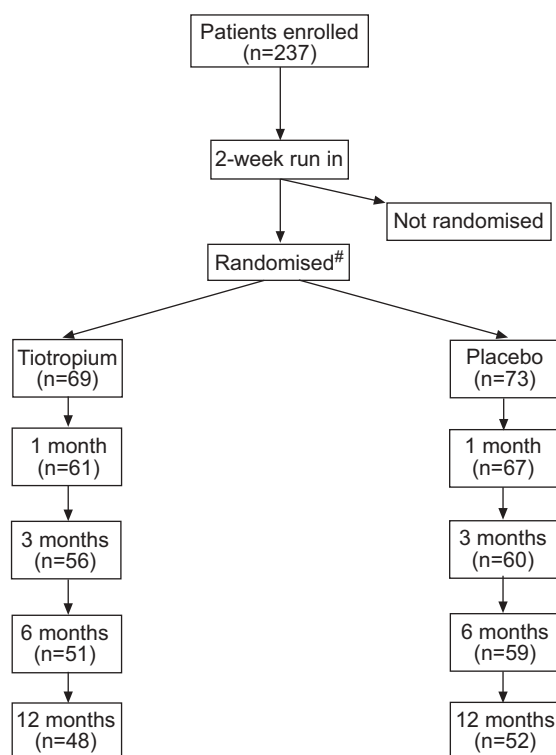 Patients enrolled
(n=237)
2-week run in
Not randomised
Randomised#
Tiotropium
(n=69)
Placebo
(n=73)
1 month
(n=61)
1 month
(n=67)
3 months
(n=56)
3 months
(n=60)
6 months
(n=51)
6 months
(n=59)
12 months
(n=48)
12 months
(n=52)